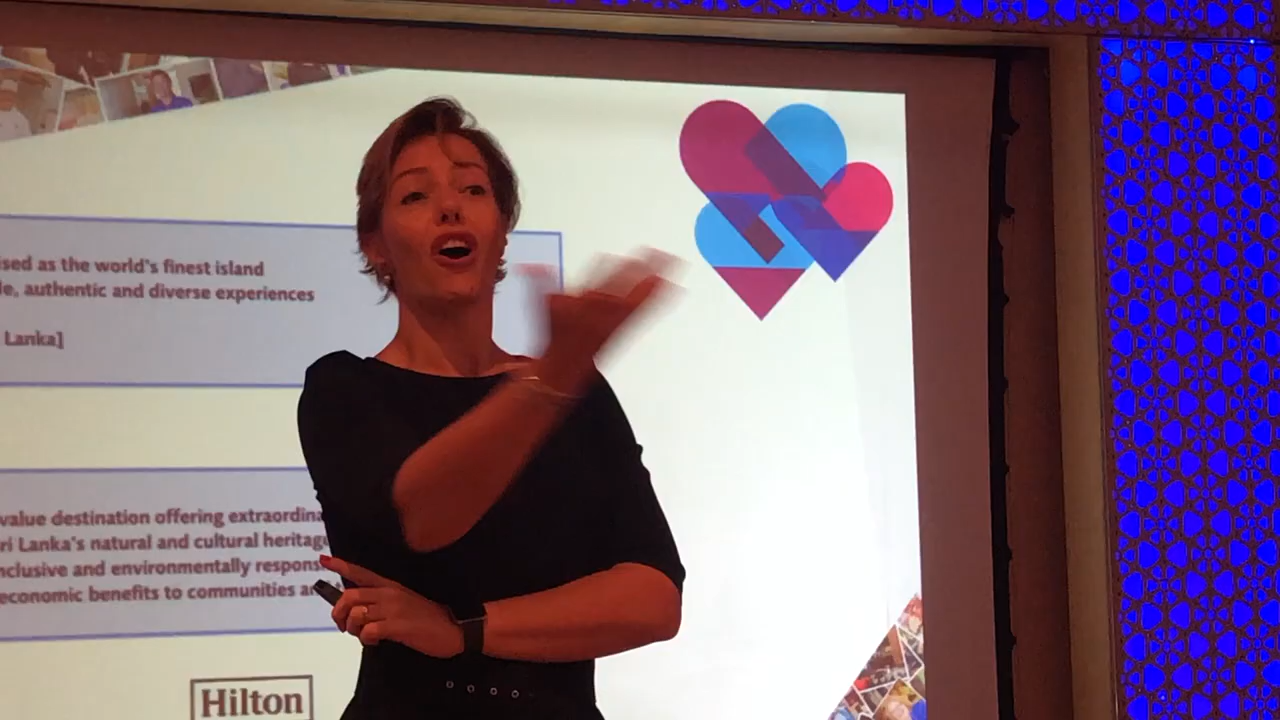 ised as the world's finest island
le, authentic and diverse experiences
Lanka]
value destination offering extraordina
ri Lanka's natural and cultural heritag
nclusive and environmentally respons
economic benefits to communities a
Hilton